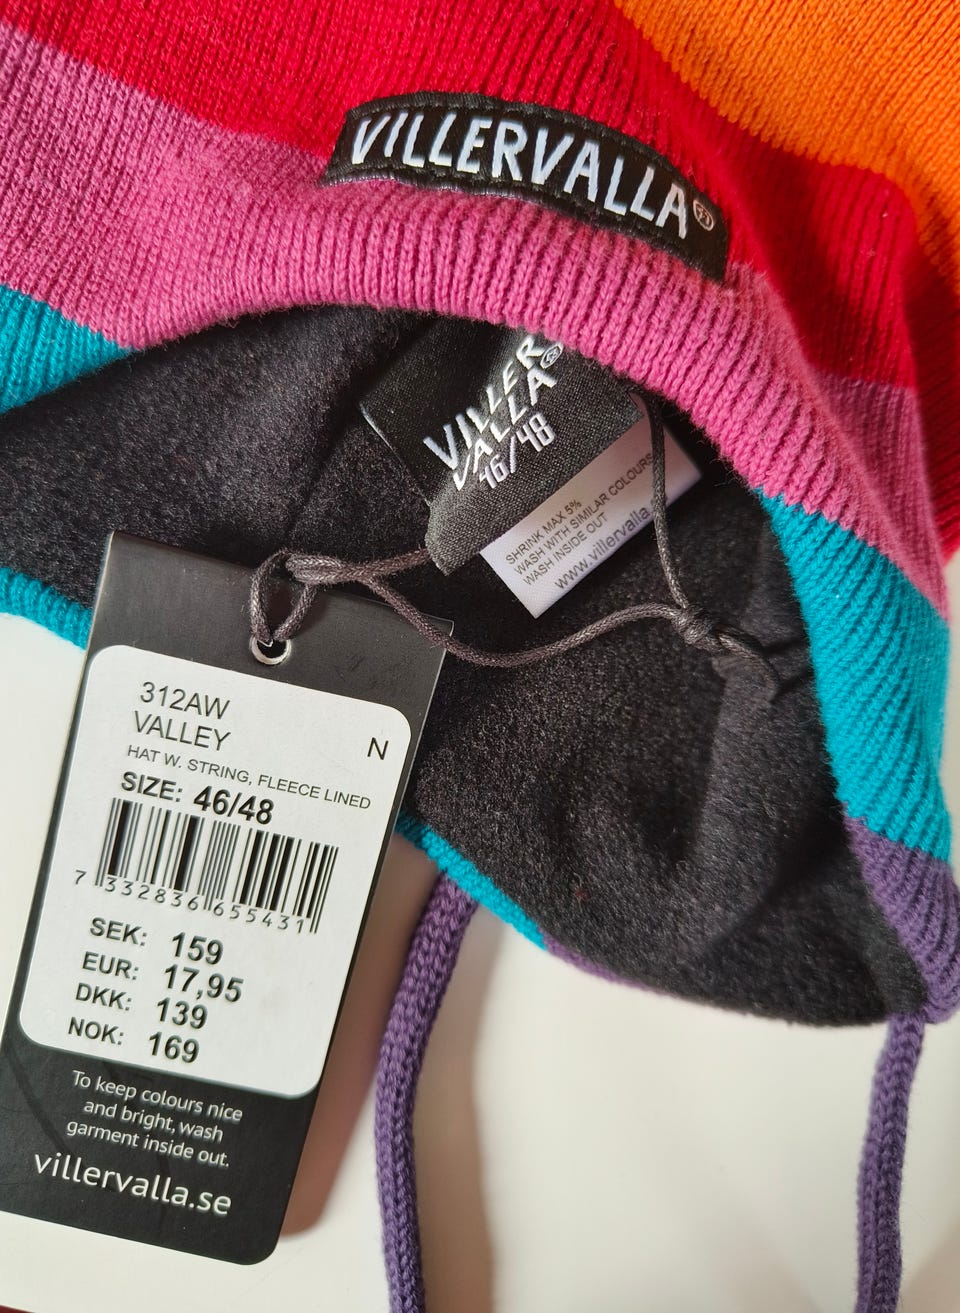 VILLERVALLA
VILLER
VALLA
46/48
SHRINK MAX 5%
WASH WITH SIMILAR COLOURS
WASH INSIDE OUT
www.villervalla.
312AW
VALLEY
N
HAT W. STRING, FLEECE LINED
SIZE: 46/48
7 332836 655431
SEK: 159
EUR: 17,95
DKK: 139
NOK: 169
To keep colours nice
and bright, wash
garment inside out.
villervalla.se